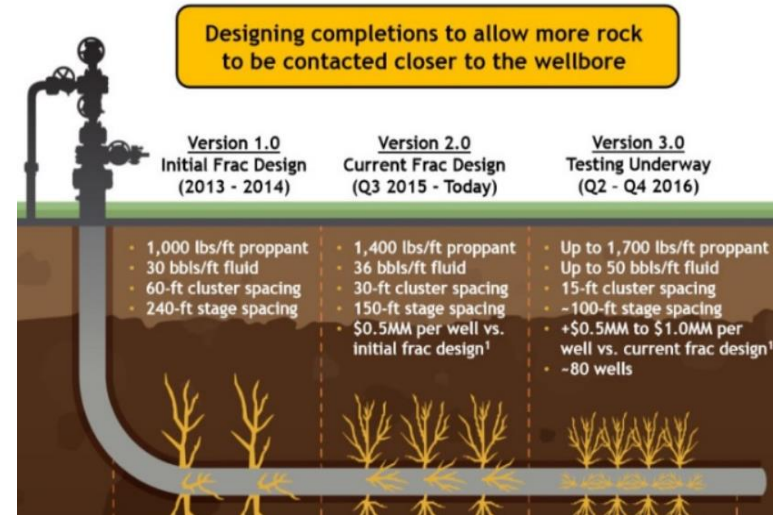 Designing completions to allow more rock
to be contacted closer to the wellbore
Version 1.0
Initial Frac Design
(2013 - 2014)
• 1,000 lbs/ft proppant
• 30 bbls/ft fluid
• 60-ft cluster spacing
• 240-ft stage spacing
Version 2.0
Current Frac Design
(Q3 2015 - Today)
• 1,400 lbs/ft proppant
• 36 bbls/ft fluid
• 30-ft cluster spacing
• 150-ft stage spacing
• $0.5MM per well vs.
initial frac design¹
Version 3.0
Testing Underway
(Q2 - Q4 2016)
• Up to 1,700 lbs/ft proppant
• Up to 50 bbls/ft fluid
• 15-ft cluster spacing
• ~100-ft stage spacing
• +$0.5MM to $1.0MM per
well vs. current frac design¹
• ~80 wells